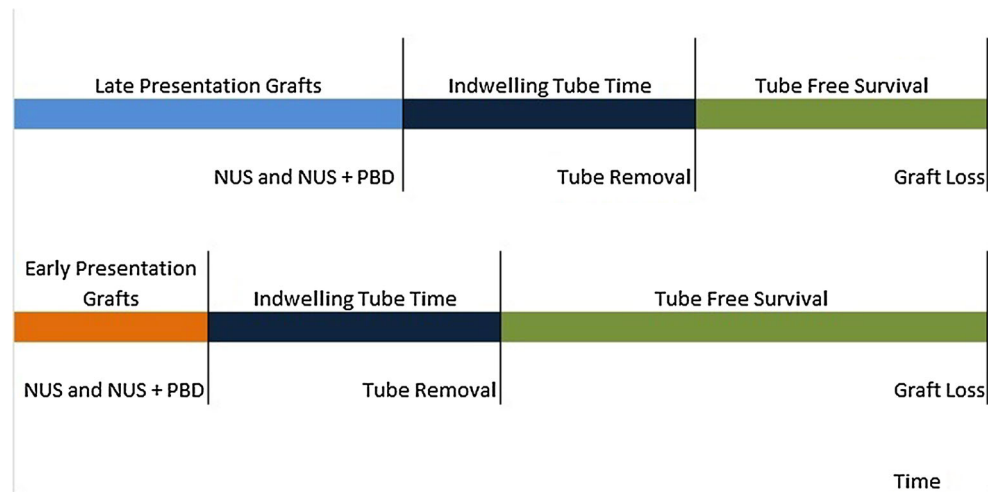 Late Presentation Grafts
Indwelling Tube Time
Tube Free Survival
NUS and NUS + PBD
Tube Removal
Graft Loss
Early Presentation
Grafts
Indwelling Tube Time
Tube Free Survival
NUS and NUS + PBD
Tube Removal
Graft Loss
Time